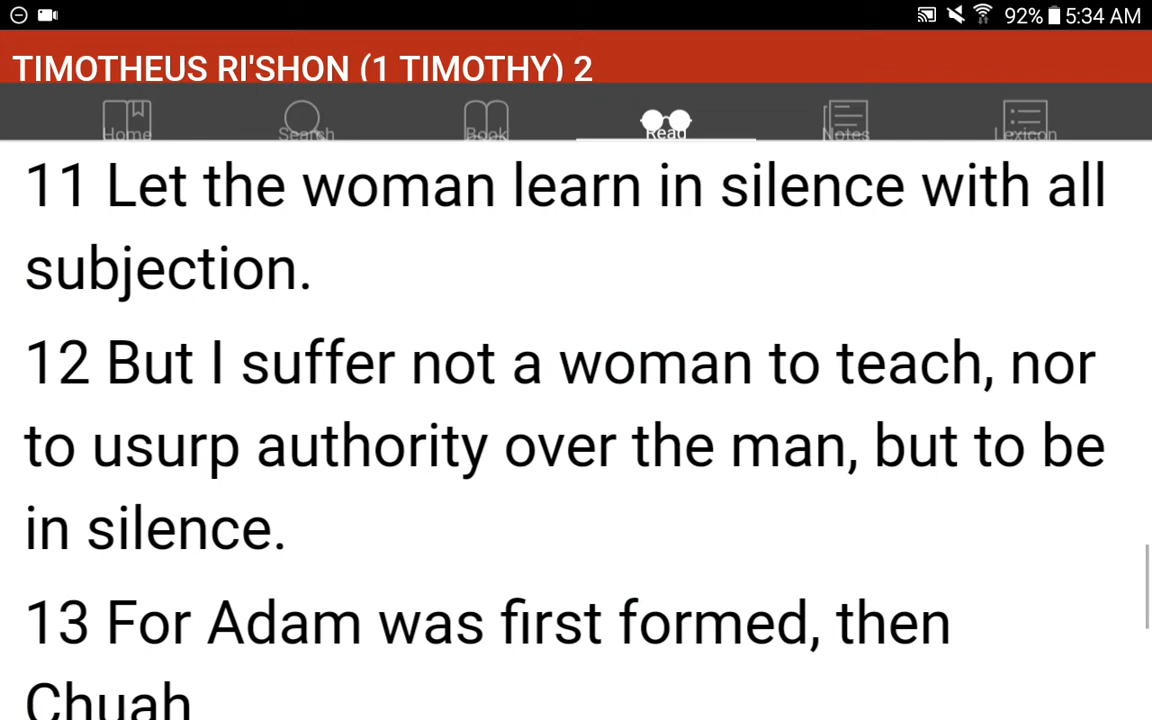 92% 5:34 AM
TIMOTHEUS RI'SHON (1 TIMOTHY) 2
Home Search Book Read Notes Lexicon
11 Let the woman learn in silence with all
subjection.
12 But I suffer not a woman to teach, nor
to usurp authority over the man, but to be
in silence.
13 For Adam was first formed, then
Chuah